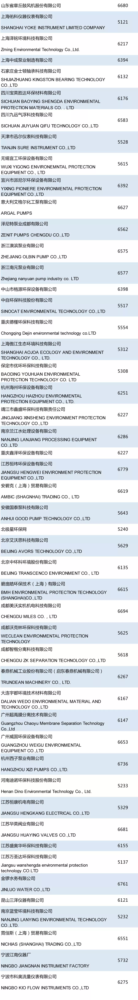 山东省章丘鼓风机股份有限公司 6680
上海佑科仪器仪表有限公司
5121
SHANGHAI YOKE INSTRUMENT LIMITED COMPANY
上海泽铭环境科技有限公司
6217
Zming Environmental Technology Co.,Ltd.
上海中成泵业制造有限公司 6394
石家庄金士顿轴承科技有限公司
6132
SHIJIAZHUANG KINGSTON BEARING TECHNOLOGY
CO.,LTD
四川宝英胜达环保材料有限公司
6176
SICHUAN BAOYING SHENGDA ENVIRONMENTAL
PROTECTION MATERIALS CO. . LTD
四川九远气浮科技有限公司
6583
SICHUAN JIUYUAN QIFU TECHNOLOGY CO.,LTD
天津市迅尔仪表科技有限公司
5528
TIANJIN SURE INSTRUMENT CO.,LTD
无锡宜工环保设备有限公司
5615
WUXI YIGONG ENVIRONEMNTAL PROTECTION
EQUIPMENT CO., LTD
宜兴市派尼尔环保设备有限公司
6392
YIXING PIONIERE ENVIRONMENTAL PROTECTION
EQUIPMENT CO.,LTD
意大利艾格尔化工泵有限公司
6627
ARGAL PUMPS
泽尼特泵业成都有限公司
6562
ZENIT PUMPS CHENGDU CO.,LTD
浙江澳滨泵业有限公司
6575
ZHEJIANG OLBIN PUMP CO.,LTD
浙江南元泵业有限公司
6577
Zhejiang nanyuan pump industry co. LTD
中山市格源环保设备有限公司 6398
中自环保科技股份有限公司
5517
SINOCAT ENVIRONMENTAL TECHNOLOGY CO.,LTD
重庆德槿环保科技有限公司
5554
Chongqing Dejin environmental technology co.LTD
上海傲江生态环境科技有限公司
5312
SHANGHAI AOJOA ECOLOGY AND ENVIRONMENT
TECHNOLOGY CO., LTD.
保定市优环环保科技有限公司
5308
BAODING YOUHUAN ENVIRONMENTAL
PROTECTION TECHNOLOGY CO. LTD
杭州海州环保设备有限公司
6251
HANGZHOU HAIZHOU ENVIRONMENTAL
PROTECTION EQUIPMENT CO., LTD.
靖江市鑫盛环保科技有限责任公司
6227
JINGJIANG XINSHENG ENVIRONMENT PROTECTION
TECHNOLOGY CO.,LTD
南京兰江水处理设备有限公司
6286
NANJING LANJIANG PROCESSING EQUIPMENT
CO.,LTD
重庆鑫泽环保设备有限公司 6227
江苏恒玮环保设备有限公司
6779
JIANGSU HENGWEI ENVIRONMENT PROTECTION
EQUIPMENT CO.,LTD
安碧克（上海）贸易有限公司
6619
AMBIC (SHAGNHAI) TRADING CO., LTD
安徽国泰泵科技有限公司
5643
ANHUI GOOD PUMP TECHNOLOGY CO.,LTD
北极星环保网 5240
北京艾沃思科技有限公司
5629
BEIJING AVORS TECHNOLOGY CO.,LTD
北京中环科环境股份有限公司
6135
BEIJING TRANSCENCO ENVIRONMENT CO., LTD
碧庞皓环保技术（上海）有限公司
6615
BMH ENVIRONMENTAL PROTECTION TECHNOLOGY
(SHANGHAI)CO.,LTD
成都美沃实机机电科技有限公司
6694
CHENGDU MILES CO.，LTD
成都沃克林环保科技有限公司
5625
WECLEAN ENVIRONMENTAL PROTECTION
TECHNOLOGY
成都智楷分离科技有限公司
5618
CHENGDU ZK SEPARATION TECHNOLOGY CO.,LTD
春鼎机械工业股份有限公司（启东春鼎机械有限公司）
6267
TRUNDEAN MACHINERY CO., LTD.
大连宇都环境技术材料有限公司
6167
DALIAN WEDO ENVIRONMENTAL MATERIAL AND
TECHNOLOGY CO.,LTD
广州超禹膜分离技术有限公司
6147
Guangzhou Chaoyu Membrane Separation Technology
Co.,Ltd
广州威固环保设备有限公司
6653
GUANGZHOU WEIGU ENVIRONMENTAL
EQUIPMENT CO.,LTD
杭州西子泵业有限公司
6736
HANGZHOU XIZI PUMPS CO.,LTD.
河南迪诺环保科技股份有限公司
5233
Henan Dino Environmental Technology Co., Ltd.
江苏恒康机电有限公司
5329
JIANGSU HENGKANG ELECTRICAL CO.,LTD
江苏华英阀业有限公司
6681
JIANGSU HUAYING VALVES CO.,LTD
江苏盛奥华环保科技有限公司 6155
江苏万圣达环保科技有限公司
5137
Jiangsu wanshengda environmental protection
technology.CO.LTD
金锣水务有限公司
6761
JINLUO WATER CO.,LTD
昆山三泽仪器有限公司 6121
南京蓝莹环境科技有限公司
5232
NANJING LANYING ENVIRONMENTAL TECHNOLOGY
CO.,LTD.
霓佳斯（上海）贸易有限公司
6551
NICHIAS (SHANGHAI) TRADING CO.,LTD
宁波江南仪器厂
5732
NINGBO JIANGNAN INSTRUMENT FACTORY
宁波市科奥流量仪表有限公司
6275
NINGBO KIO FLOW INSTRUMENTS CO.,LTD